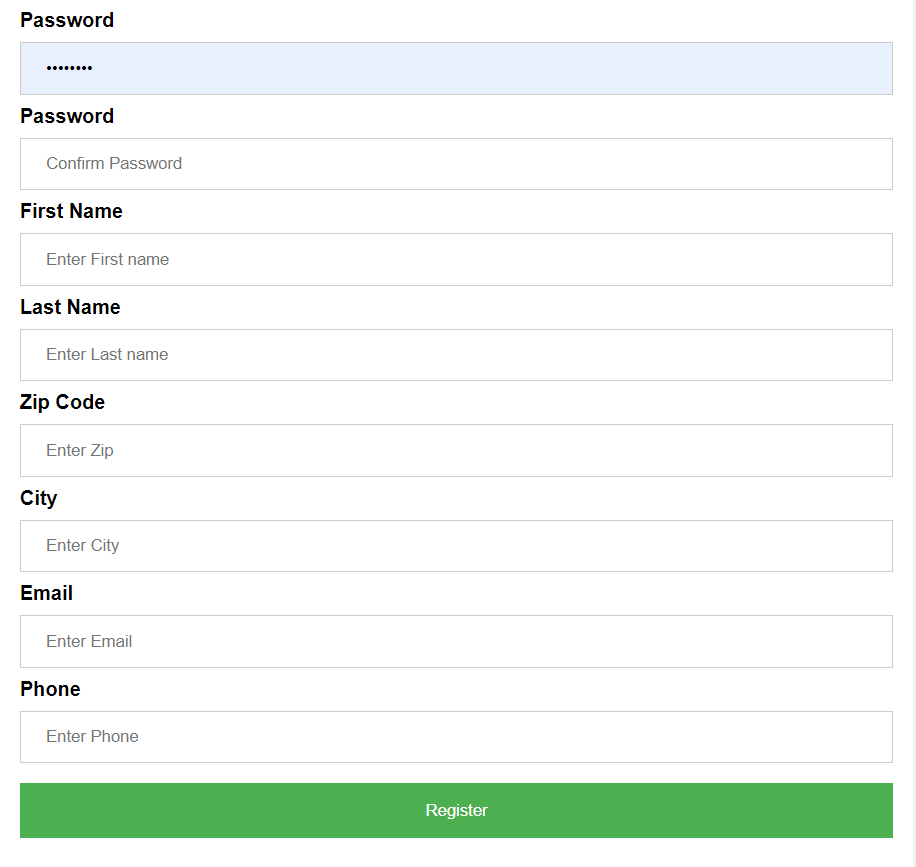 Password
••••••••
Password
Confirm Password
First Name
Enter First name
Last Name
Enter Last name
Zip Code
Enter Zip
City
Enter City
Email
Enter Email
Phone
Enter Phone
Register